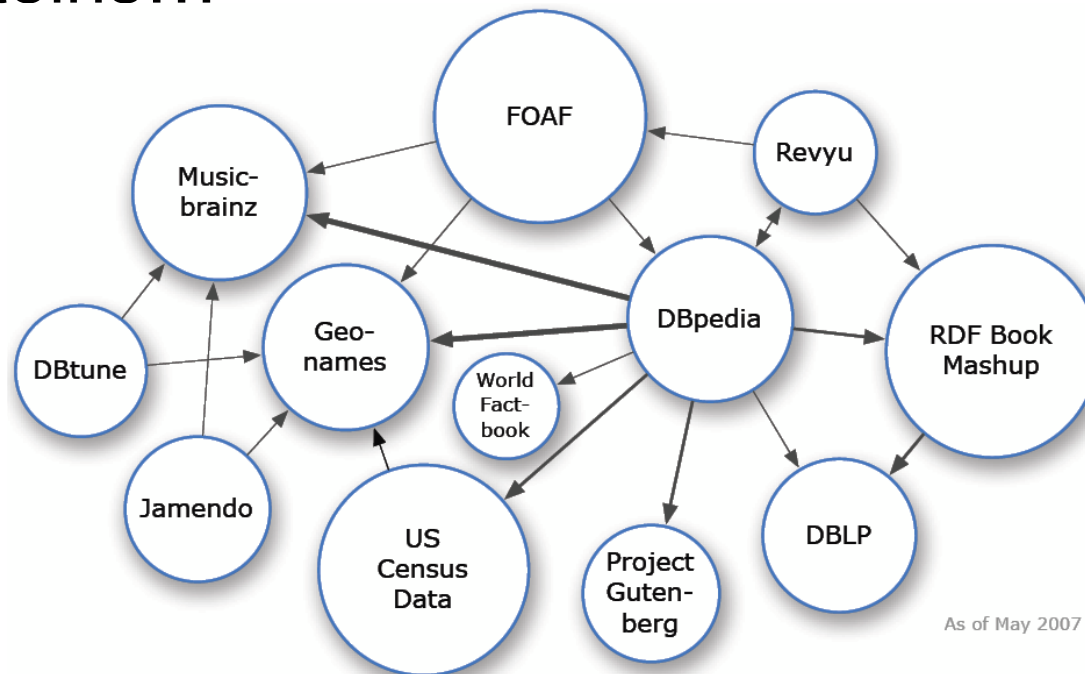 FOAF
Revyu
Music-
brainz
DBpedia
Geo-
names
RDF Book
Mashup
DBtune
World
Fact-
book
Jamendo
US
Census
Data
Project
Guten-
berg
DBLP
As of May 2007